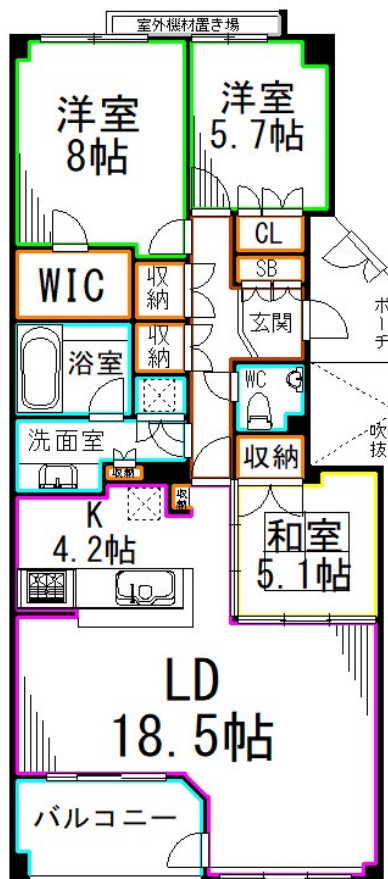 室外機材置き場
洋室
8帖
洋室
5.7帖
CL
WIC
収納
SB
玄関
ポーチ
浴室
収納
WC
吹抜
洗面室
収納
収納
収納
K
4.2帖
和室
5.1帖
LD
18.5帖
バルコニー